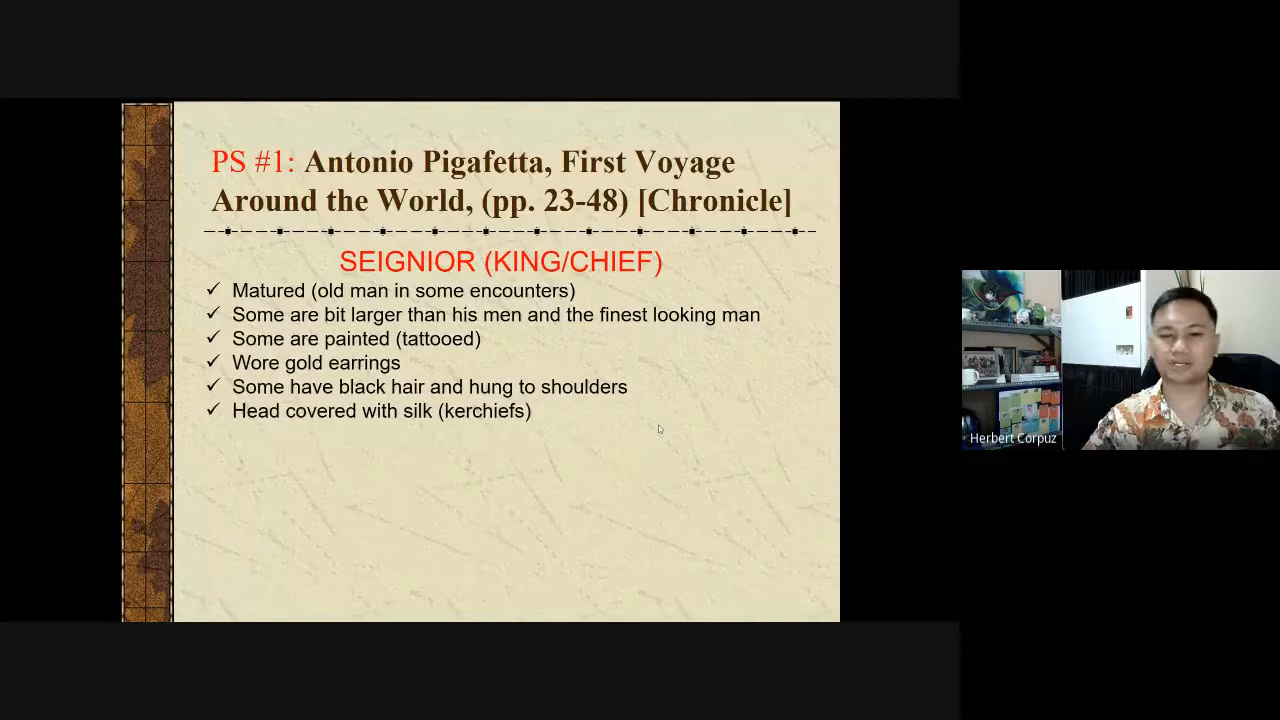 PS #1: Antonio Pigafetta, First Voyage
Around the World, (pp. 23-48) [Chronicle]
SEIGNIOR (KING/CHIEF)
✓ Matured (old man in some encounters)
✓ Some are bit larger than his men and the finest looking man
✓ Some are painted (tattooed)
✓ Wore gold earrings
✓ Some have black hair and hung to shoulders
✓ Head covered with silk (kerchiefs)
Herbert Corpuz